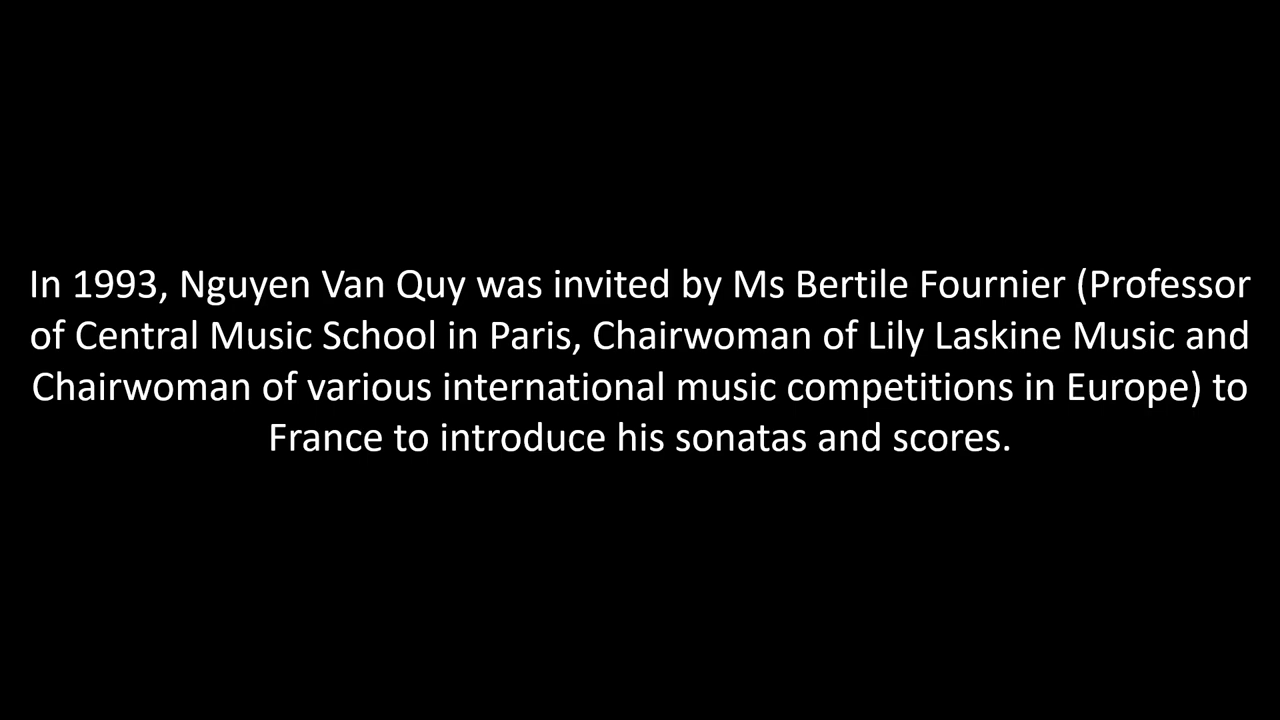 In 1993, Nguyen Van Quy was invited by Ms Bertile Fournier (Professor
of Central Music School in Paris, Chairwoman of Lily Laskine Music and
Chairwoman of various international music competitions in Europe) to
France to introduce his sonatas and scores.